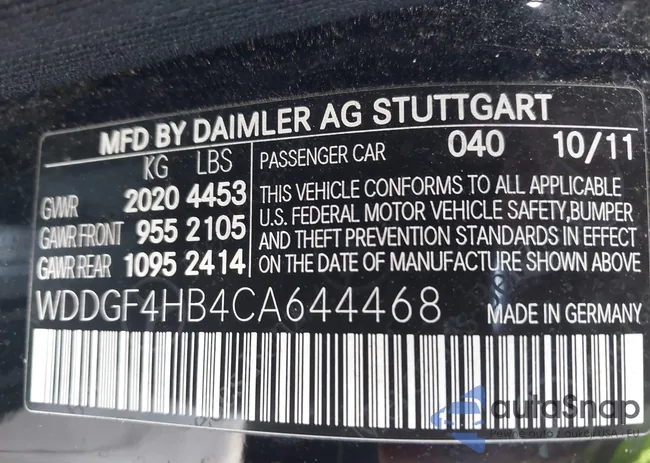 MFD BY DAIMLER AG STUTTGART
KG LBS PASSENGER CAR 040 10/11
GVWR 2020 4453
GAWR FRONT 955 2105
GAWR REAR 1095 2414
THIS VEHICLE CONFORMS TO ALL APPLICABLE
U.S. FEDERAL MOTOR VEHICLE SAFETY,BUMPER
AND THEFT PREVENTION STANDARDS IN EFFECT
ON THE DATE OF MANUFACTURE SHOWN ABOVE
WDDGF4HB4CA644468 MADE IN GERMANY
autoSnap